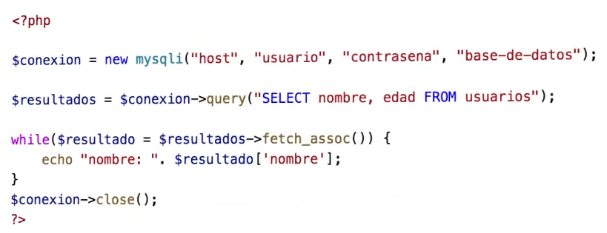 <?php
$conexion = new mysqli("host", "usuario", "contrasena", "base-de-datos");
$resultados = $conexion->query("SELECT nombre, edad FROM usuarios");
while($resultado = $resultados->fetch_assoc()) {
    echo "nombre: ". $resultado['nombre'];
}
$conexion->close();
?>